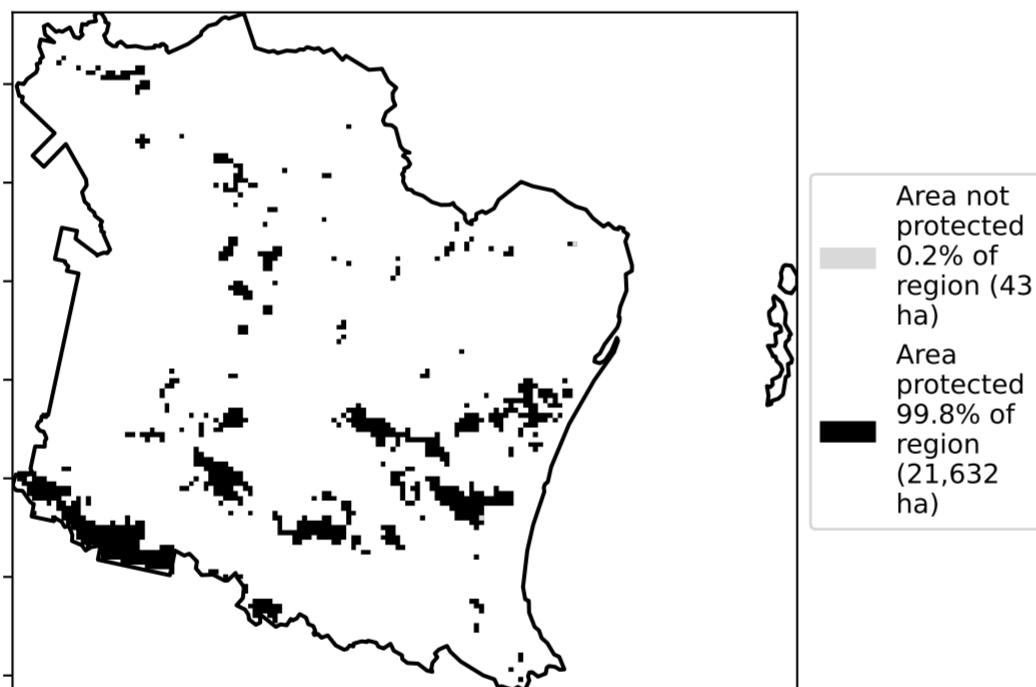 Area not
protected
0.2% of
region (43
ha)
Area
protected
99.8% of
region
(21,632
ha)